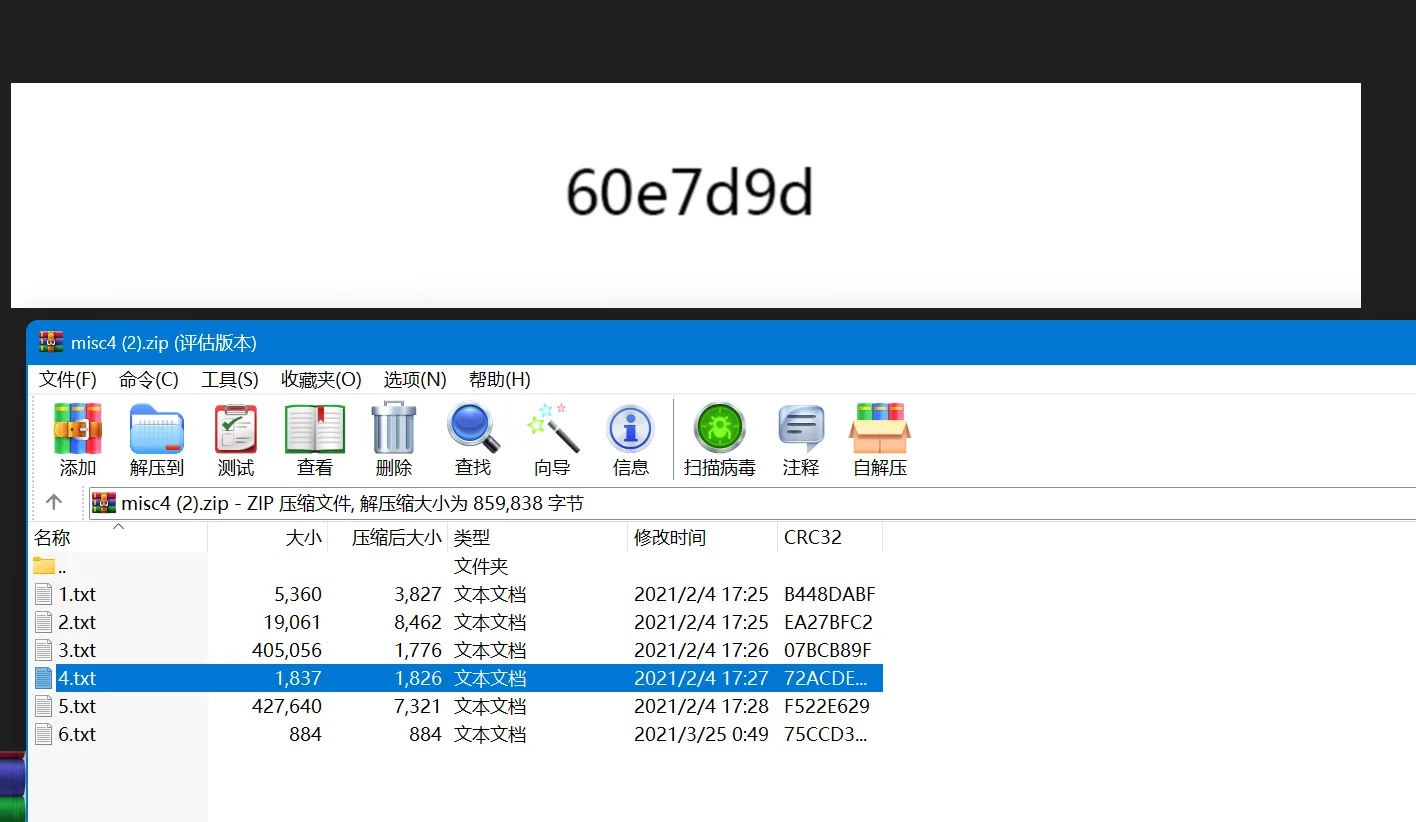 60e7d9d
misc4 (2).zip (评估版本)
文件(F) 命令(C) 工具(S) 收藏夹(O) 选项(N) 帮助(H)
添加 解压到 测试 查看 删除 查找 向导 信息 扫描病毒 注释 自解压
misc4 (2).zip - ZIP 压缩文件, 解压缩大小为 859,838 字节
名称 大小 压缩后大小 类型 修改时间 CRC32
.. 文件夹
1.txt 5,360 3,827 文本文档 2021/2/4 17:25 B448DABF
2.txt 19,061 8,462 文本文档 2021/2/4 17:25 EA27BFC2
3.txt 405,056 1,776 文本文档 2021/2/4 17:26 07BCB89F
4.txt 1,837 1,826 文本文档 2021/2/4 17:27 72ACDE...
5.txt 427,640 7,321 文本文档 2021/2/4 17:28 F522E629
6.txt 884 884 文本文档 2021/3/25 0:49 75CCD3...